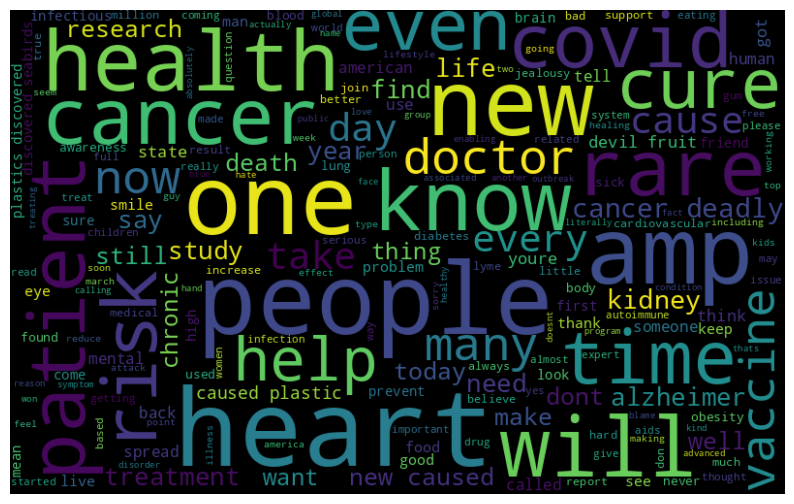 infectious million coming
man blood global
even
brain bad support eating
covid
got
research
actually world
going
health
true
question
american
join
better
lifestyle
two
life
jealousy tell
human
cure
seem
absolutely
name
find
love
use
new
cancer
made
public
day
group
system
healing
free please
gum
cause
plastics discovered
discovered seabirds
awareness
full
state result
week
year
enabling related
devil fruit
friend
working
now
really
death
lung person
doctor
rare
treat
blue
hate
associated another outbreak
sick
top
treating
children
smile
guy
face
one
know
type
literally
cancer deadly
fact
including
patient
sure say
serious
diabetes
every
cardiovascular
kids
still study
take
thing
youre
amp
may
read
soon
increase
effect
problem
lyme
little
issue
eye
march
calling
hand
healthy
sorry
body
condition
risk
chronic
high
people
doesnt
kidney
autoimmune
found
medical
first
thank
someone
think
keep
vaccine
mental
attack
infection
way
program
expert
thats
reason reduce
women
help
many
time
come
symptom
used
always
almost
look
won
getting
caused plastic
prevent
today
need
believe
yes
dont alzheimer
feel
based
back
point
illness
heart
important
make
obesity
blame
making
kind
mean
spread
america
food
drug
hard
aids
will
well
advanced
started live
disorder
treatment
want
good
new caused
called
give
report
don
see never
much
thought